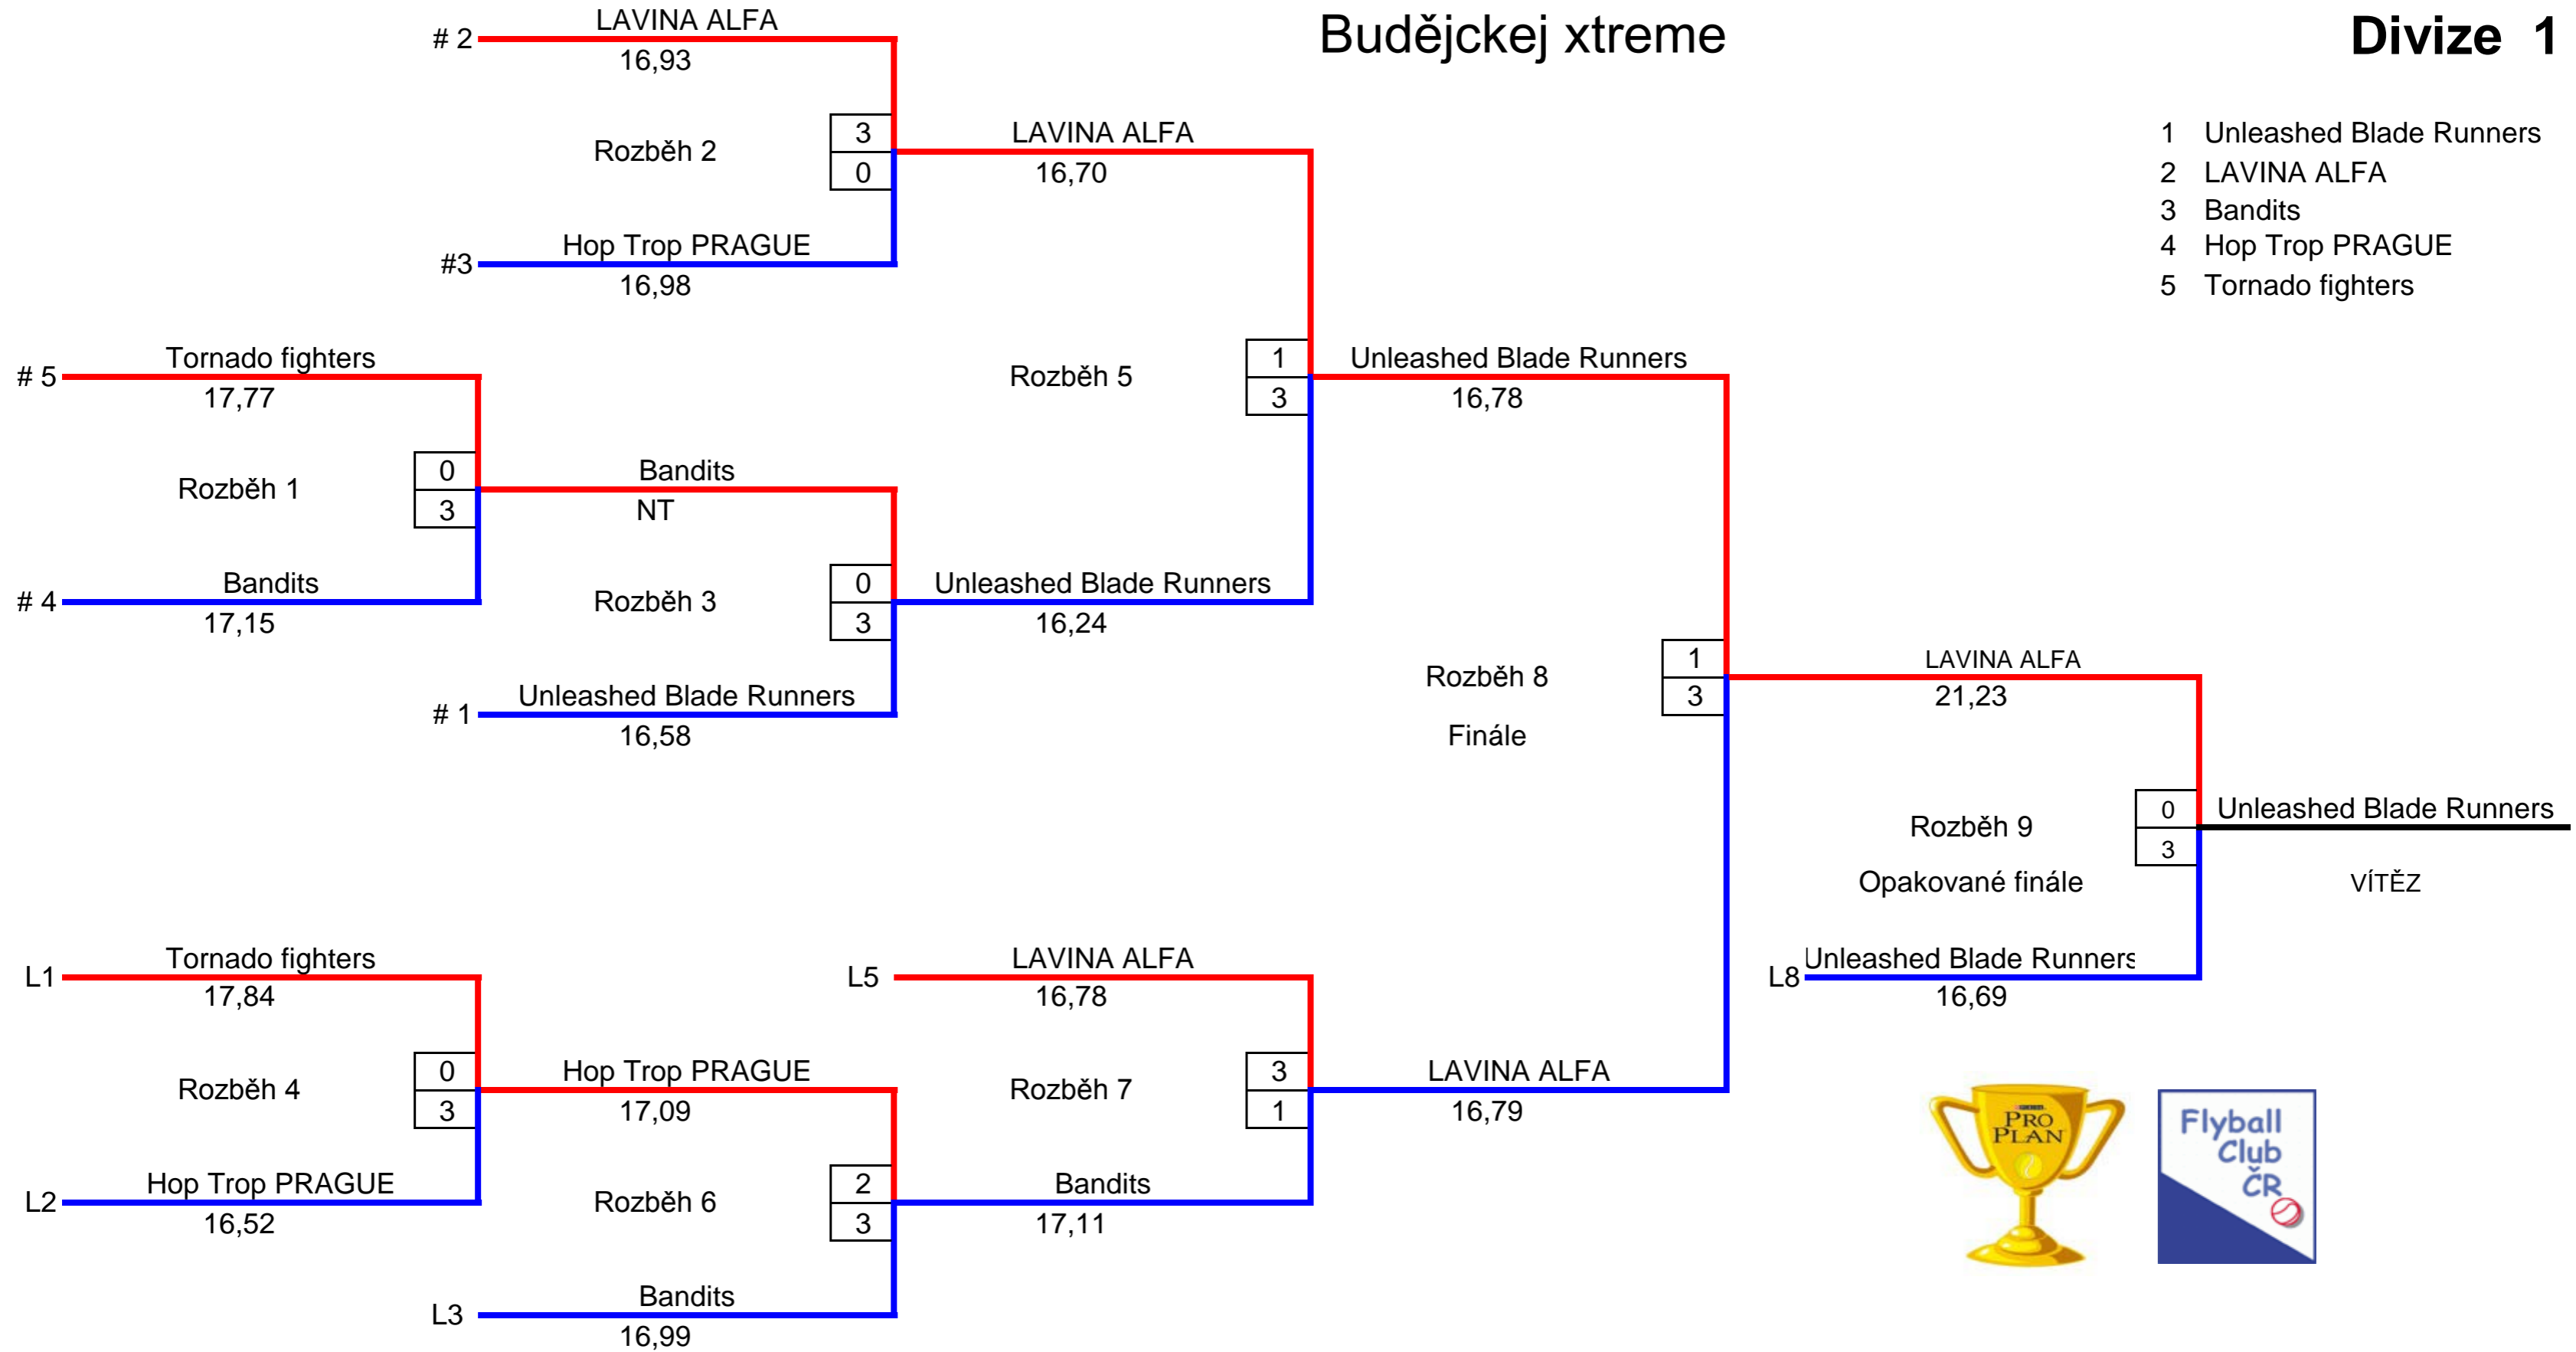 Budějckej xtreme
Divize 1
1 Unleashed Blade Runners
2 LAVINA ALFA
3 Bandits
4 Hop Trop PRAGUE
5 Tornado fighters
# 2
LAVINA ALFA
16,93
Rozběh 2
3
0
#3
Hop Trop PRAGUE
16,98
LAVINA ALFA
16,70
# 5
Tornado fighters
17,77
Rozběh 1
0
3
# 4
Bandits
17,15
Bandits
NT
Rozběh 3
0
3
# 1
Unleashed Blade Runners
16,58
Rozběh 5
1
3
Unleashed Blade Runners
16,24
Unleashed Blade Runners
16,78
Rozběh 8
Finále
1
3
LAVINA ALFA
21,23
Rozběh 9
Opakované finále
0
3
Unleashed Blade Runners
VÍTĚZ
L8
Unleashed Blade Runners
16,69
L1
Tornado fighters
17,84
Rozběh 4
0
3
L2
Hop Trop PRAGUE
16,52
Hop Trop PRAGUE
17,09
Rozběh 6
2
3
L3
Bandits
16,99
L5
LAVINA ALFA
16,78
Rozběh 7
3
1
Bandits
17,11
LAVINA ALFA
16,79
PRO
PLAN
Flyball
Club
ČR